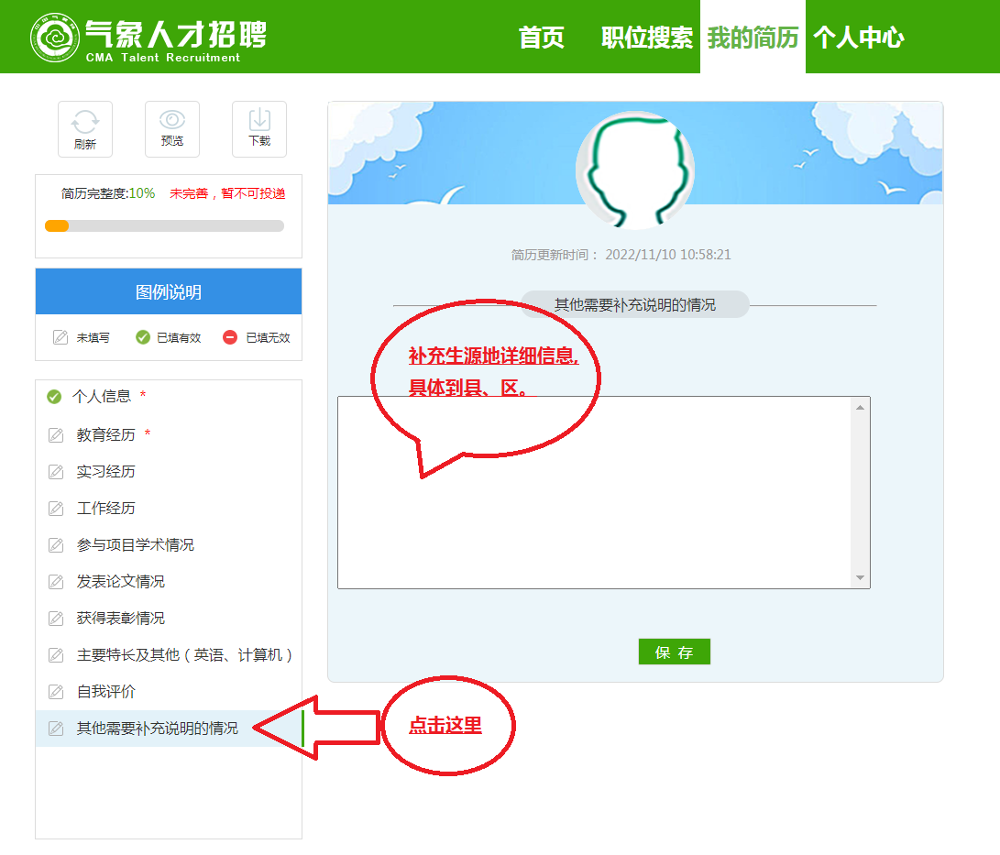 气象人才招聘
CMA Talent Recruitment
首页 职位搜索 我的简历 个人中心
刷新 预览 下载
简历完整度:10% 未完善，暂不可投递
图例说明
未填写 已填有效 已填无效
个人信息 *
教育经历 *
实习经历
工作经历
参与项目学术情况
发表论文情况
获得表彰情况
主要特长及其他（英语、计算机）
自我评价
其他需要补充说明的情况
简历更新时间： 2022/11/10 10:58:21
其他需要补充说明的情况
补充生源地详细信息,
具体到县、区。
保 存
点击这里